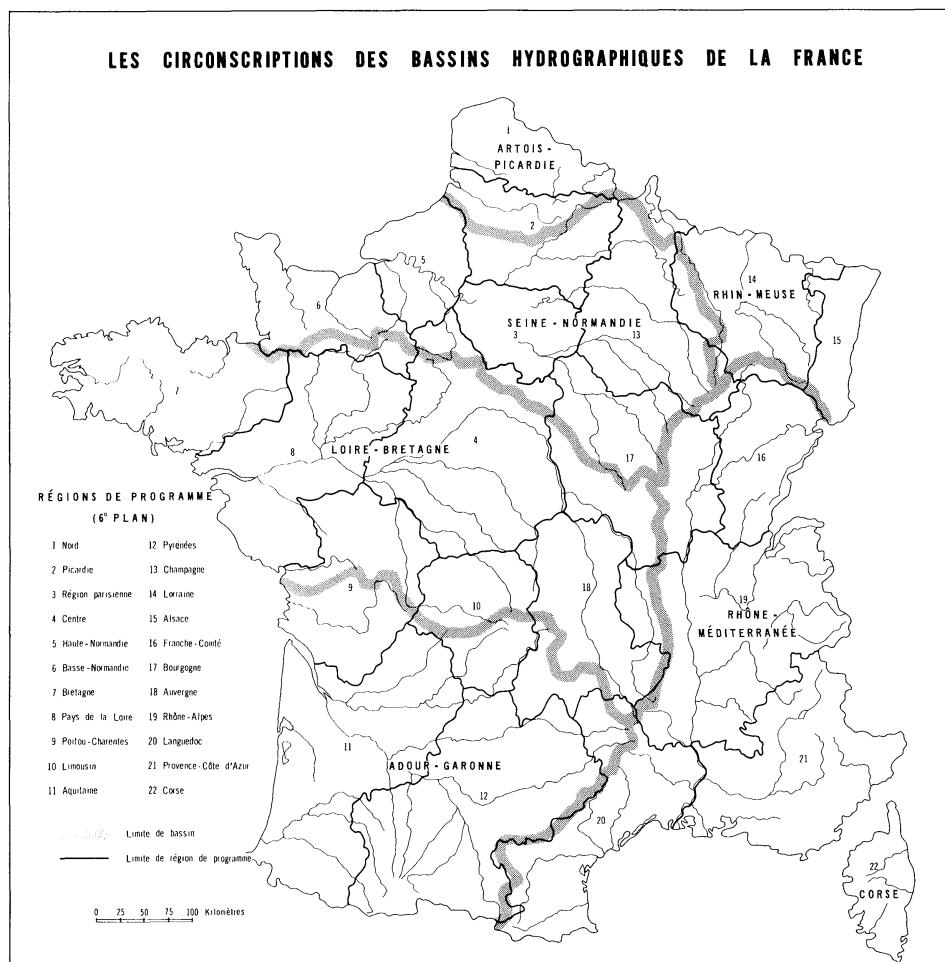 LES CIRCONSCRIPTIONS DES BASSINS HYDROGRAPHIQUES DE LA FRANCE
1
ARTOIS-
PICARDIE
2
5
14
RHIN-MEUSE
6
SEINE-NORMANDIE
3
13
15
4
8
LOIRE-BRETAGNE
17
16
9
10
18
19
RHÔNE-
MÉDITERRANÉE
11
ADOUR-GARONNE
12
20
21
22
CORSE
RÉGIONS DE PROGRAMME
(6° PLAN)
1 Nord
2 Picardie
3 Région parisienne
4 Centre
5 Haute-Normandie
6 Basse-Normandie
7 Bretagne
8 Pays de la Loire
9 Poitou-Charentes
10 Limousin
11 Aquitaine
12 Pyrénées
13 Champagne
14 Lorraine
15 Alsace
16 Franche-Comté
17 Bourgogne
18 Auvergne
19 Rhône-Alpes
20 Languedoc
21 Provence-Côte d'Azur
22 Corse
Limite de bassin
Limite de région de programme
0 25 50 75 100 Kilomètres